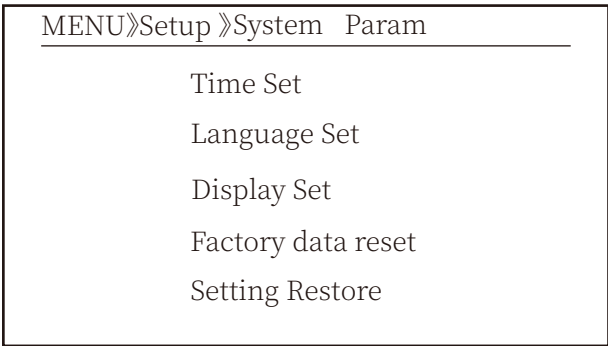 MENU》Setup 》System Param
Time Set
Language Set
Display Set
Factory data reset
Setting Restore